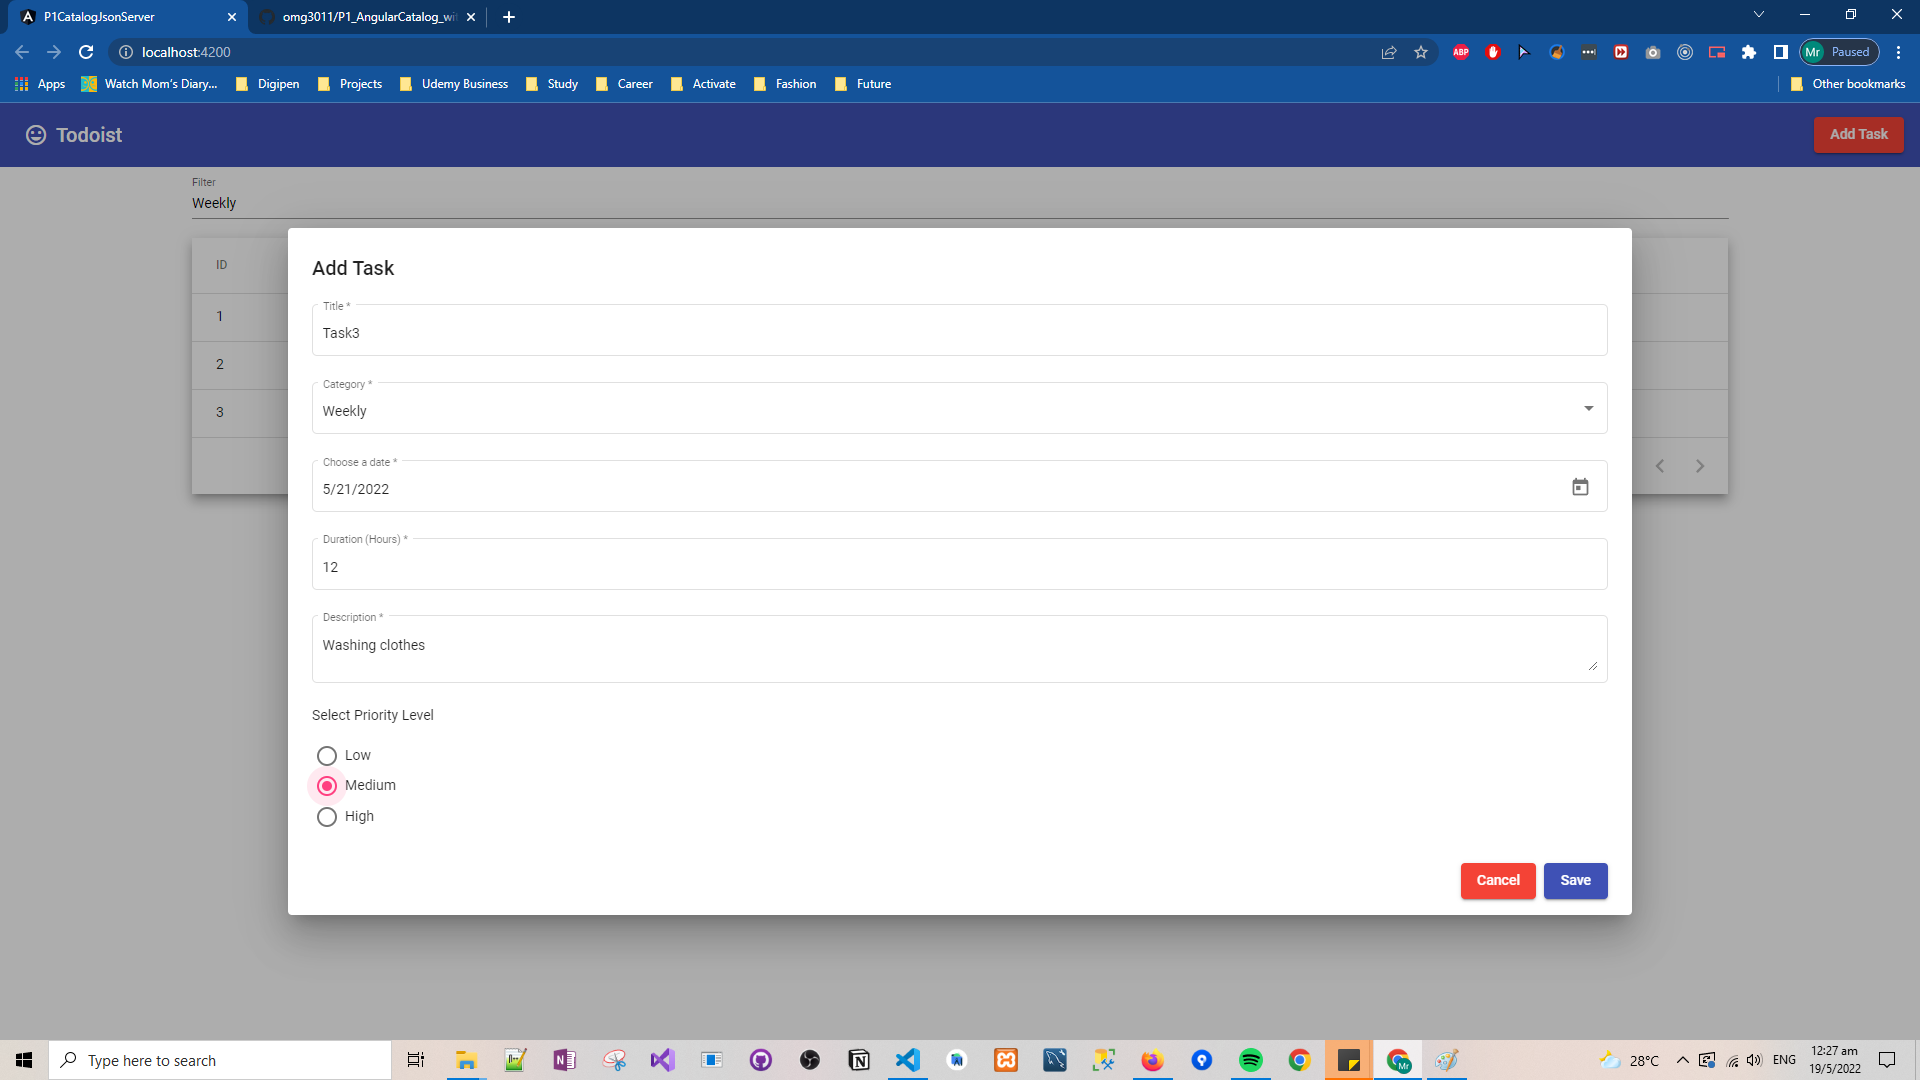 P1CatalogJsonServer
omg3011/P1_AngularCatalog_wi
localhost:4200
ABP
Mr Paused
Apps
Watch Mom's Diary...
Digipen
Projects
Udemy Business
Study
Career
Activate
Fashion
Future
Other bookmarks
Todoist
Add Task
Filter
Weekly
ID
1
2
3
Add Task
Title *
Task3
Category *
Weekly
Choose a date *
5/21/2022
Duration (Hours) *
12
Description *
Washing clothes
Select Priority Level
Low
Medium
High
Cancel Save
Type here to search
28°C
ENG
12:27 am
19/5/2022